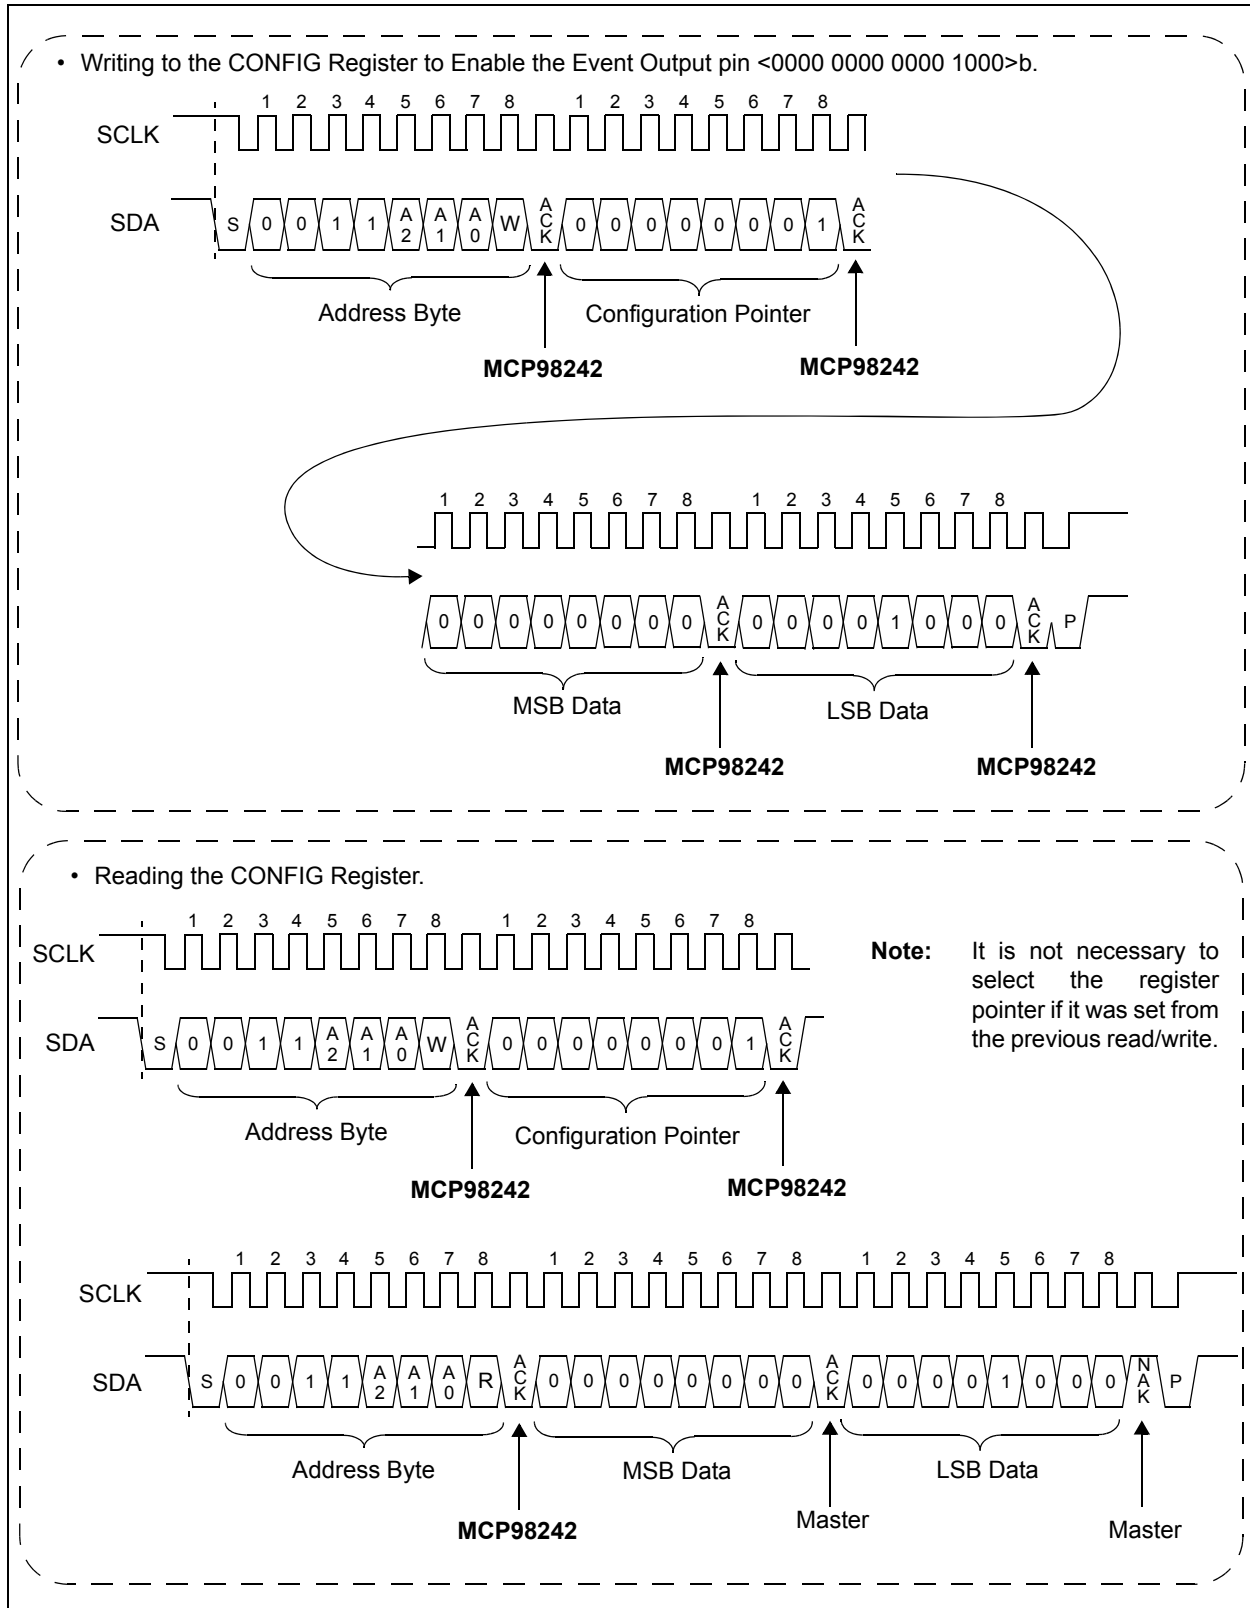 • Writing to the CONFIG Register to Enable the Event Output pin <0000 0000 0000 1000>b.
1 2 3 4 5 6 7 8 1 2 3 4 5 6 7 8
SCLK
SDA S 0 0 1 1 A2 A1 A0 W ACK 0 0 0 0 0 0 0 1 ACK
Address Byte Configuration Pointer
MCP98242 MCP98242
1 2 3 4 5 6 7 8 1 2 3 4 5 6 7 8
0 0 0 0 0 0 0 0 ACK 0 0 0 0 1 0 0 0 ACK P
MSB Data LSB Data
MCP98242 MCP98242
• Reading the CONFIG Register.
1 2 3 4 5 6 7 8 1 2 3 4 5 6 7 8
SCLK
Note: It is not necessary to
select the register
pointer if it was set from
the previous read/write.
SDA S 0 0 1 1 A2 A1 A0 W ACK 0 0 0 0 0 0 0 1 ACK
Address Byte Configuration Pointer
MCP98242 MCP98242
1 2 3 4 5 6 7 8 1 2 3 4 5 6 7 8 1 2 3 4 5 6 7 8
SCLK
SDA S 0 0 1 1 A2 A1 A0 R ACK 0 0 0 0 0 0 0 0 ACK 0 0 0 0 1 0 0 0 NAK P
Address Byte MSB Data LSB Data
MCP98242 Master Master